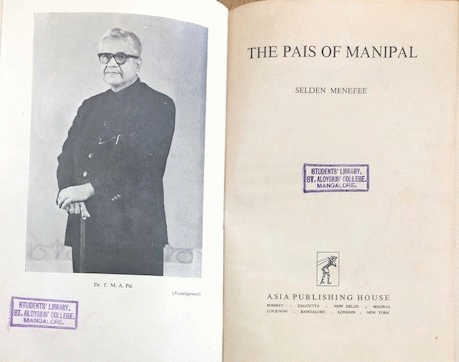 Dr. T. M. A. Pai
(Frontispiece)
STUDENTS' LIBRARY,
ST. ALOYSIUS' COLLEGE,
MANGALORE.
THE PAIS OF MANIPAL
SELDEN MENEFEE
STUDENTS' LIBRARY,
ST. ALOYSIUS' COLLEGE,
MANGALORE.
ASIA PUBLISHING HOUSE
BOMBAY . CALCUTTA . NEW DELHI . MADRAS
LUCKNOW . BANGALORE . LONDON . NEW YORK